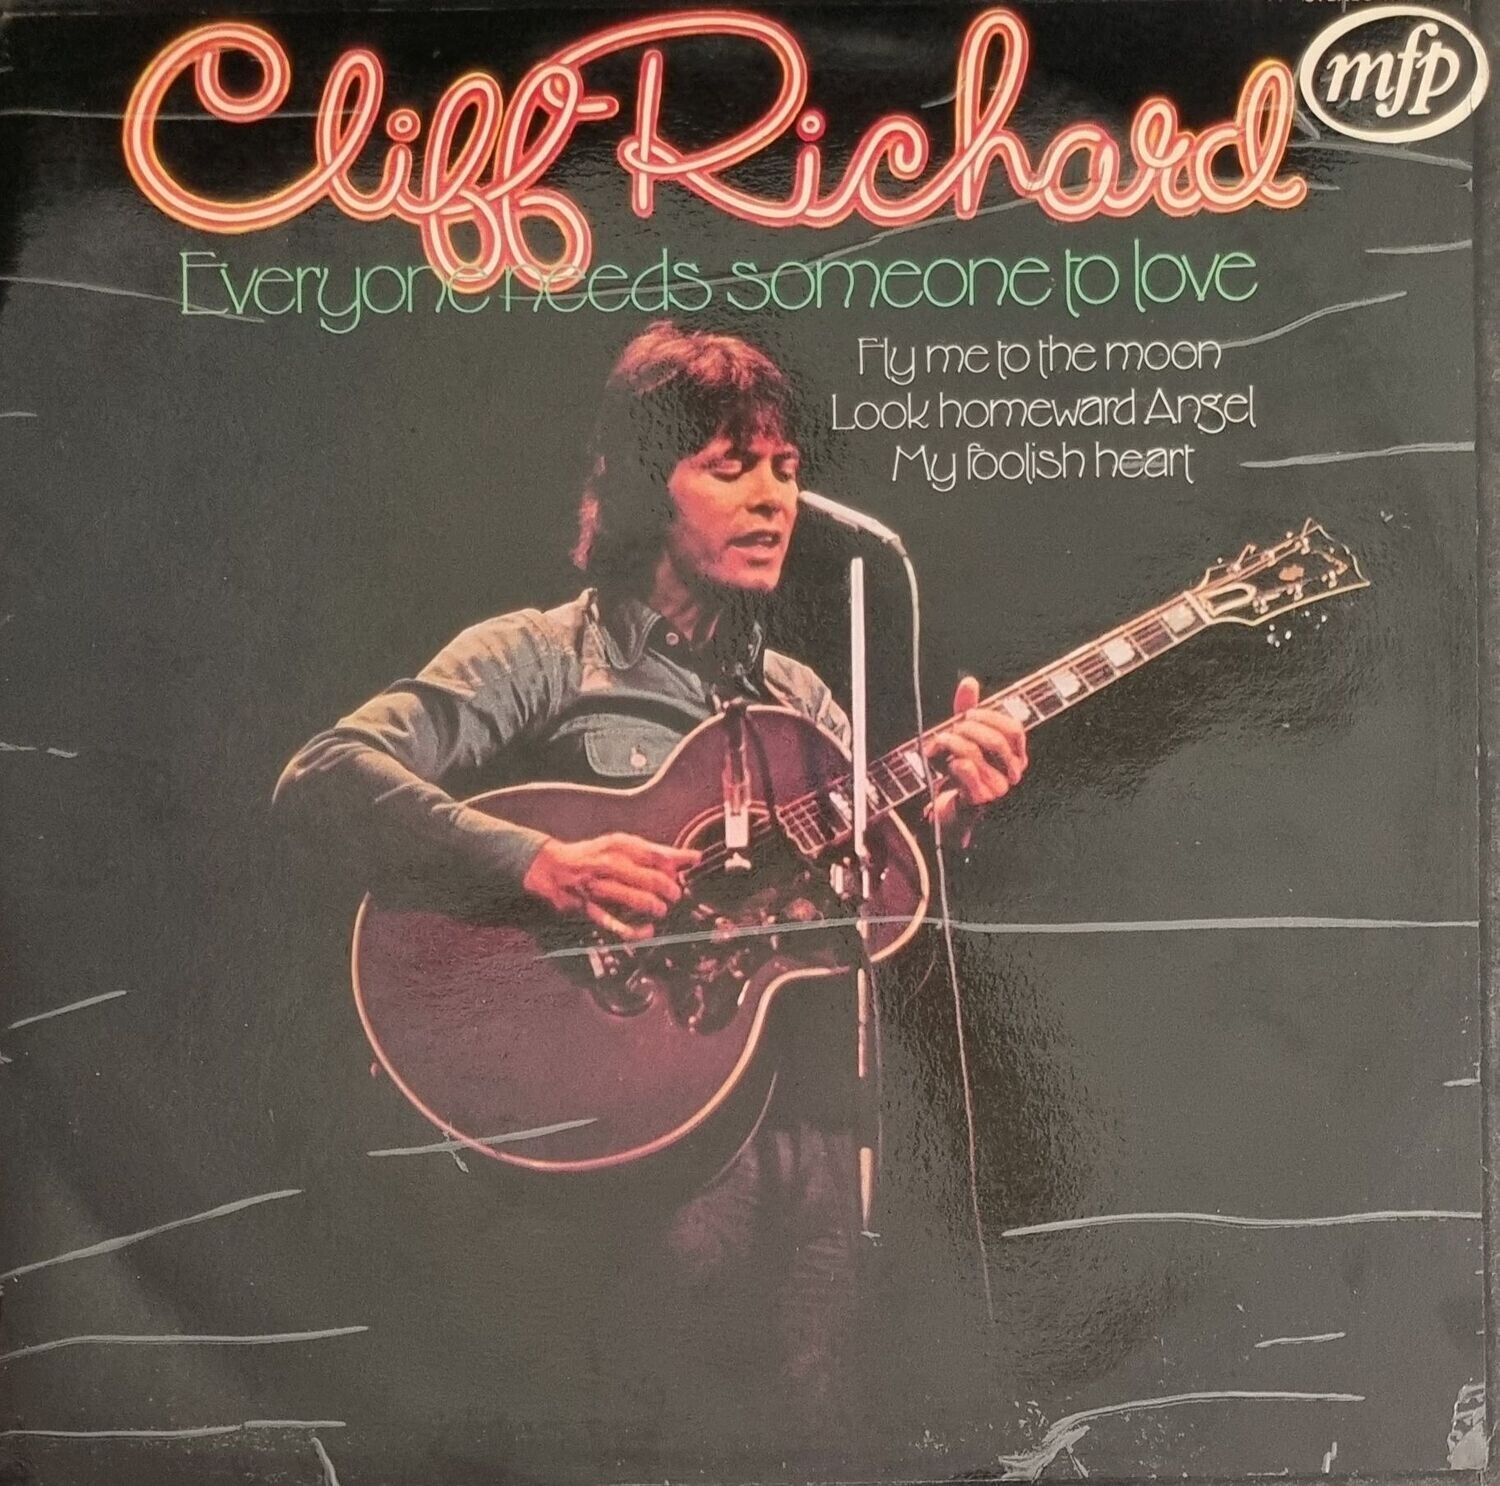 Cliff Richard
mfp
Everyone needs someone to love
Fly me to the moon
Look homeward Angel
My foolish heart